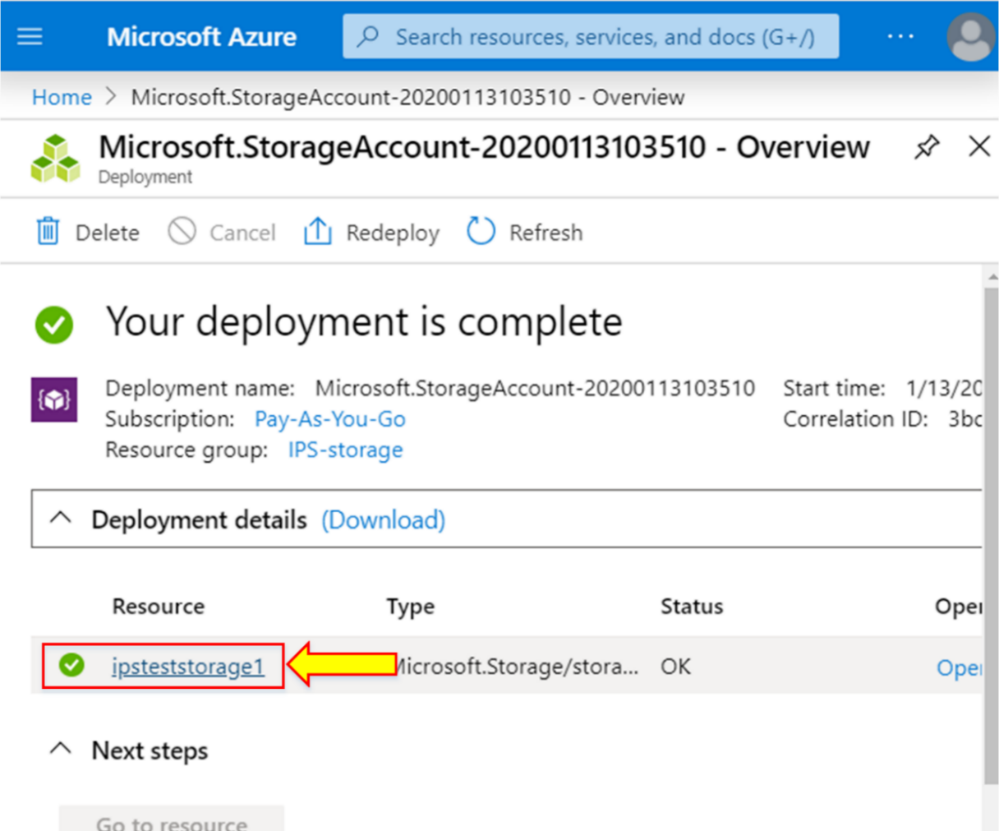 Microsoft Azure
Search resources, services, and docs (G+/)
Home > Microsoft.StorageAccount-20200113103510 - Overview
Microsoft.StorageAccount-20200113103510 - Overview
Deployment
Delete Cancel Redeploy Refresh
Your deployment is complete
Deployment name: Microsoft.StorageAccount-20200113103510 Start time: 1/13/20
Subscription: Pay-As-You-Go Correlation ID: 3bc
Resource group: IPS-storage
Deployment details (Download)
Resource Type Status Oper
ipsteststorage1 Microsoft.Storage/stora... OK Oper
Next steps
Go to resource